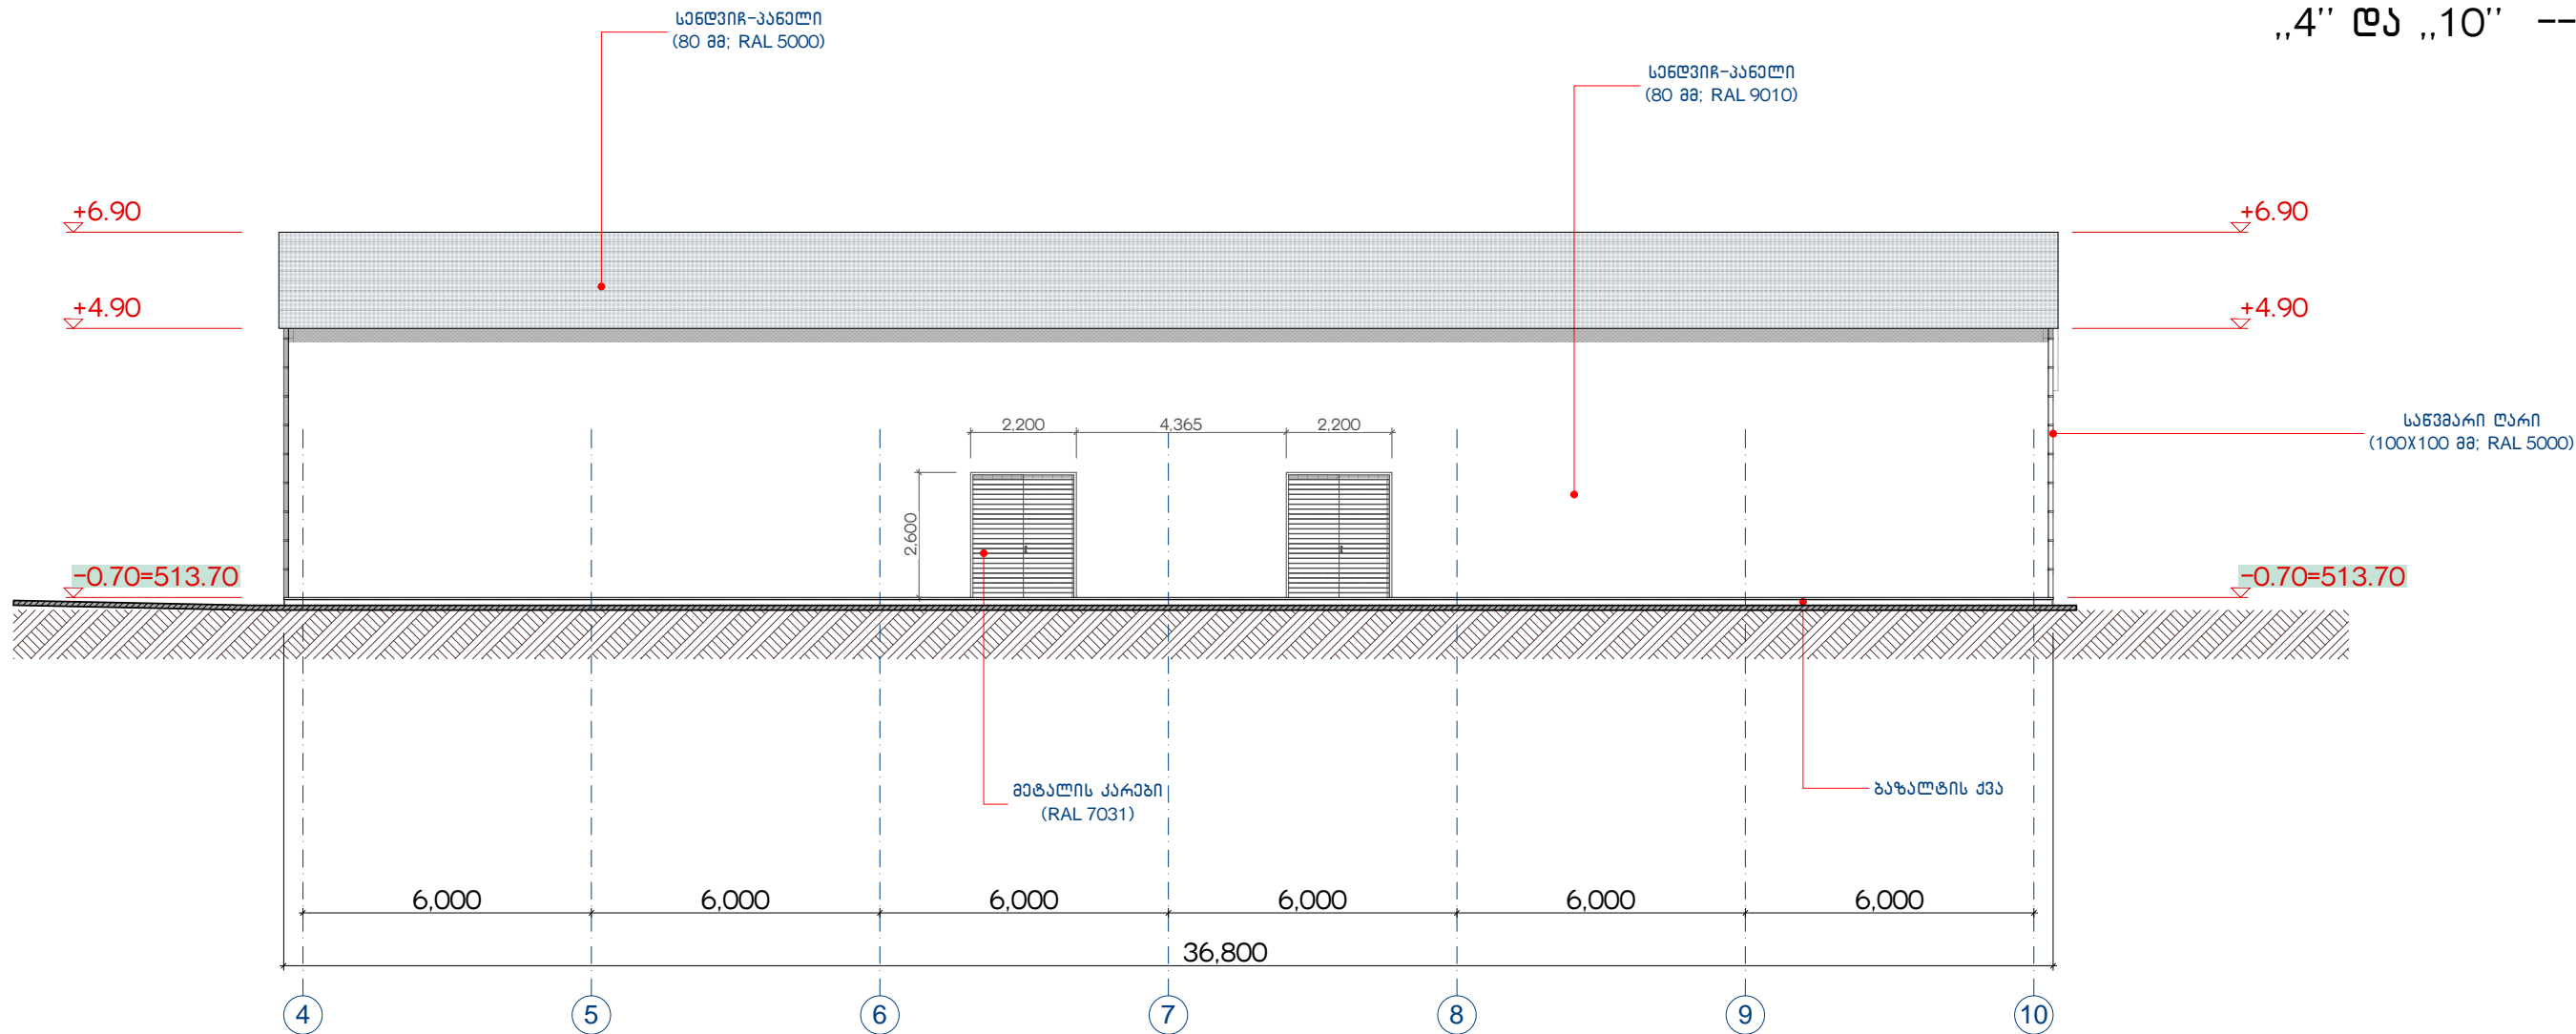 ,,4'' და ,,10'' --
სენდვიჩ-პანელი
(80 მმ; RAL 5000)
სენდვიჩ-პანელი
(80 მმ; RAL 9010)
+6.90
+6.90
+4.90
+4.90
2,200
4,365
2,200
საწვმარი ღარი
(100X100 მმ; RAL 5000)
2,600
-0.70=513.70
-0.70=513.70
მეტალის კარები
(RAL 7031)
ბაზალტის ქვა
6,000
6,000
6,000
6,000
6,000
6,000
36,800
4
5
6
7
8
9
10